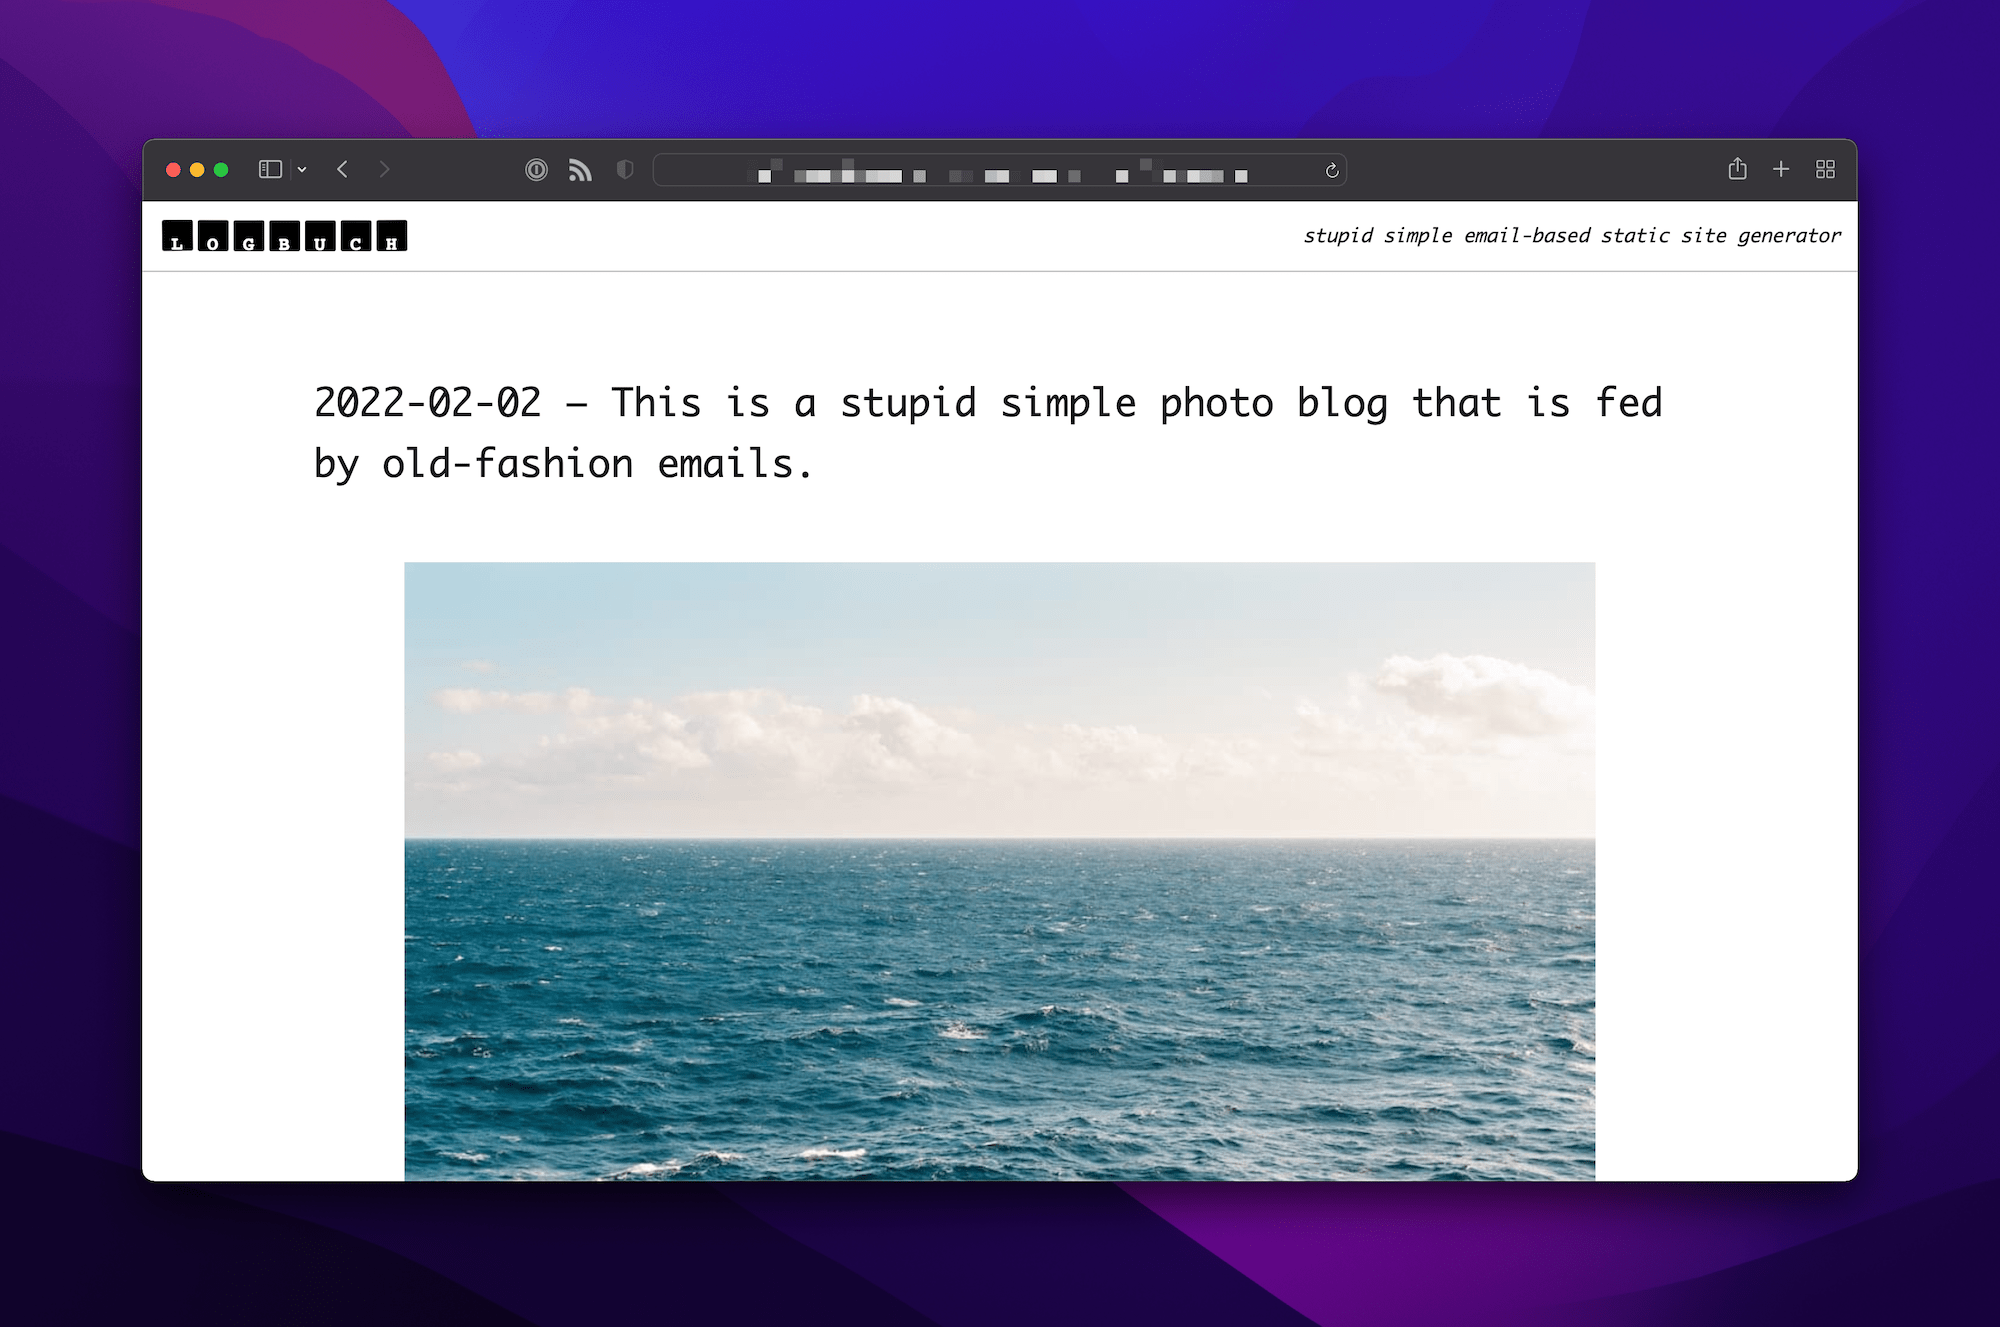 LOGBUCH
stupid simple email-based static site generator
2022-02-02 — This is a stupid simple photo blog that is fed
by old-fashion emails.